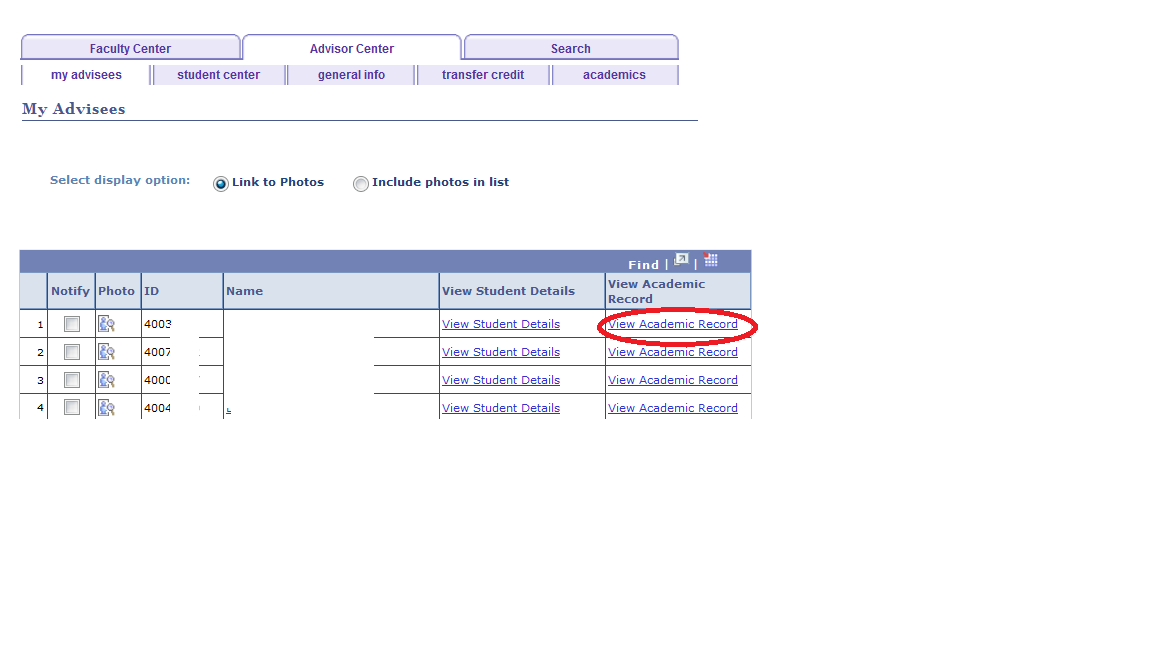 Faculty Center Advisor Center Search
my advisees student center general info transfer credit academics
My Advisees
Select display option: Link to Photos Include photos in list
Find | |
Notify Photo ID Name View Student Details View Academic Record
1 4003 View Student Details View Academic Record
2 4007 View Student Details View Academic Record
3 4000 View Student Details View Academic Record
4 4004 View Student Details View Academic Record